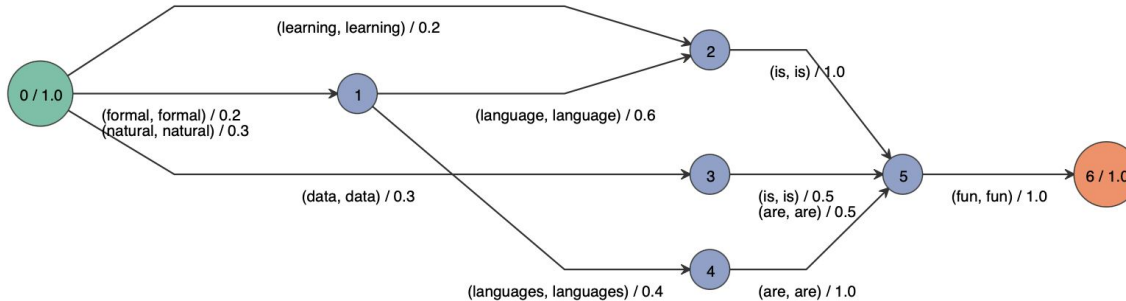 (learning, learning) / 0.2
2
(is, is) / 1.0
0 / 1.0
1
(formal, formal) / 0.2
(natural, natural) / 0.3
(language, language) / 0.6
3
5
6 / 1.0
(data, data) / 0.3
(is, is) / 0.5
(are, are) / 0.5
(fun, fun) / 1.0
4
(languages, languages) / 0.4
(are, are) / 1.0